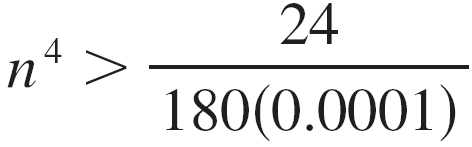 n⁴ > 24 / 180(0.0001)